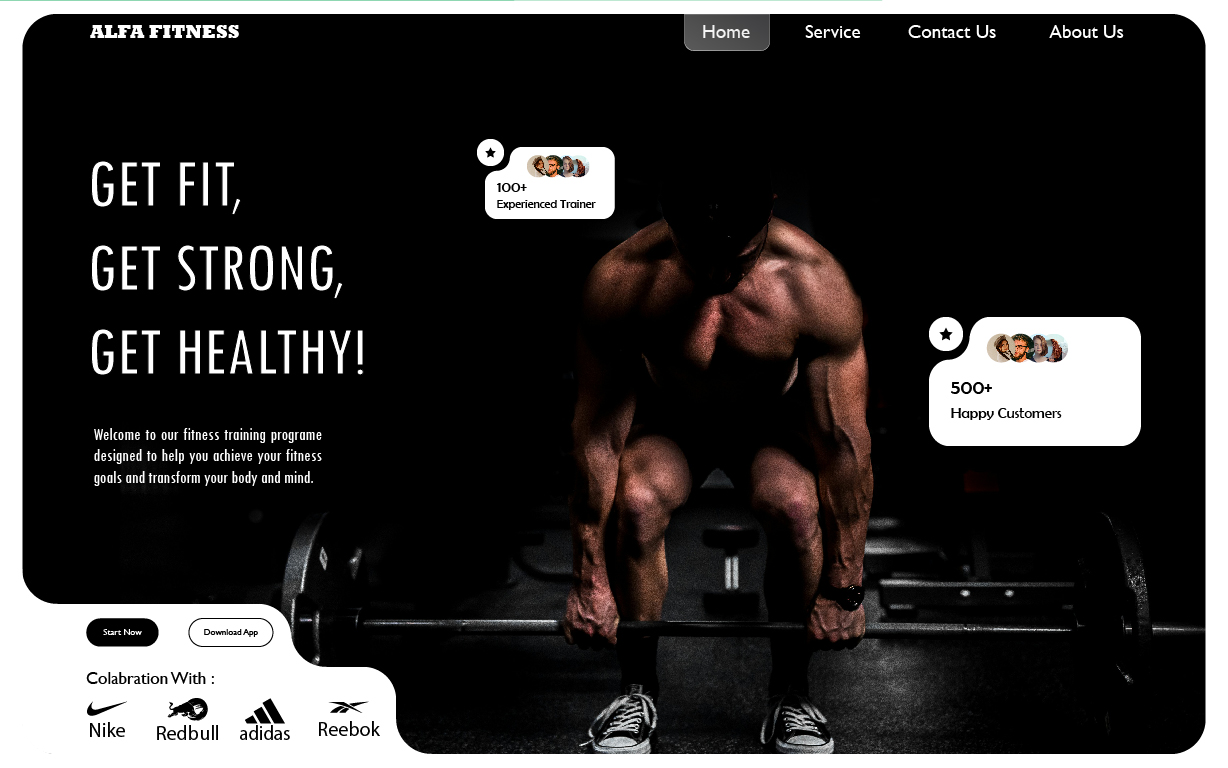 ALFA FITNESS
Home
Service
Contact Us
About Us
GET FIT,
GET STRONG,
GET HEALTHY!
100+
Experienced Trainer
500+
Happy Customers
Welcome to our fitness training programe
designed to help you achieve your fitness
goals and transform your body and mind.
Start Now
Download App
Colabration With :
Nike
Redbull
adidas
Reebok